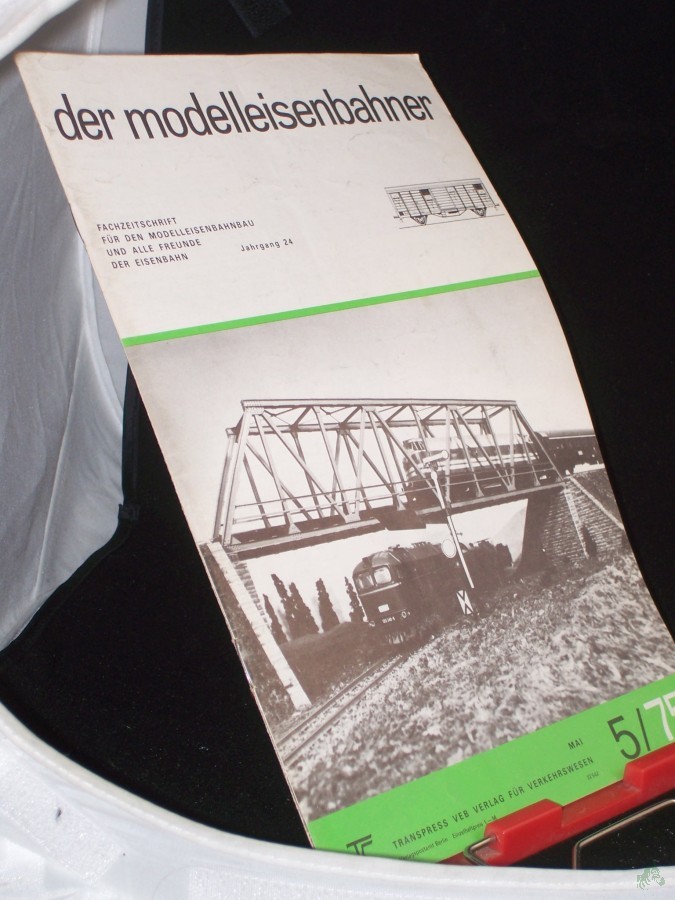 der modelleisenbahner
FACHZEITSCHRIFT
FÜR DEN MODELLEISENBAHNBAU
UND ALLE FREUNDE
DER EISENBAHN
Jahrgang 24
MAI
5/75
TRANSPRESS VEB VERLAG FÜR VERKEHRSWESEN